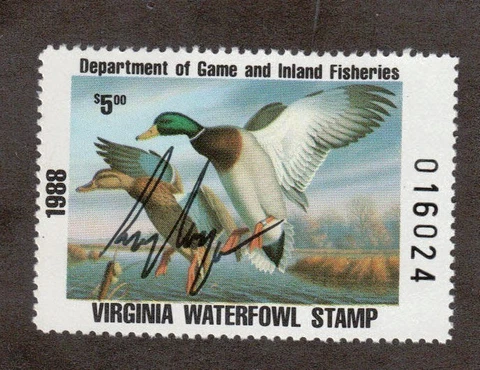 Department of Game and Inland Fisheries
$5.00
1988
016024
VIRGINIA WATERFOWL STAMP